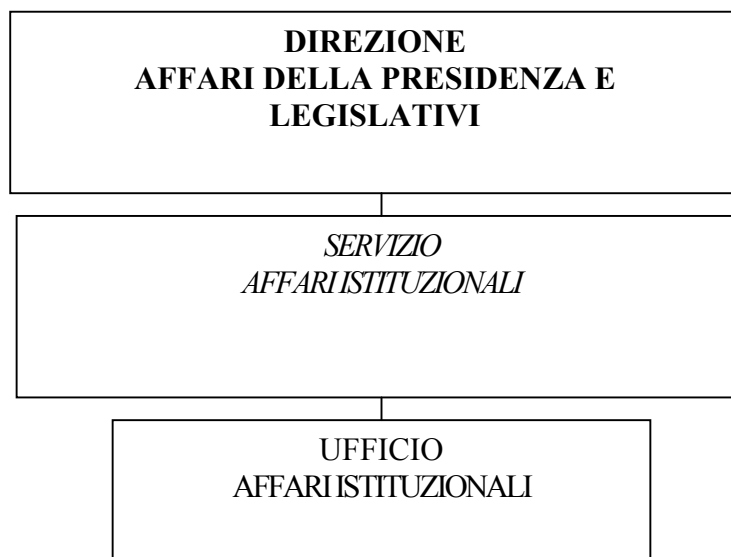 DIREZIONE
AFFARI DELLA PRESIDENZA E
LEGISLATIVI
SERVIZIO
AFFARI ISTITUZIONALI
UFFICIO
AFFARI ISTITUZIONALI